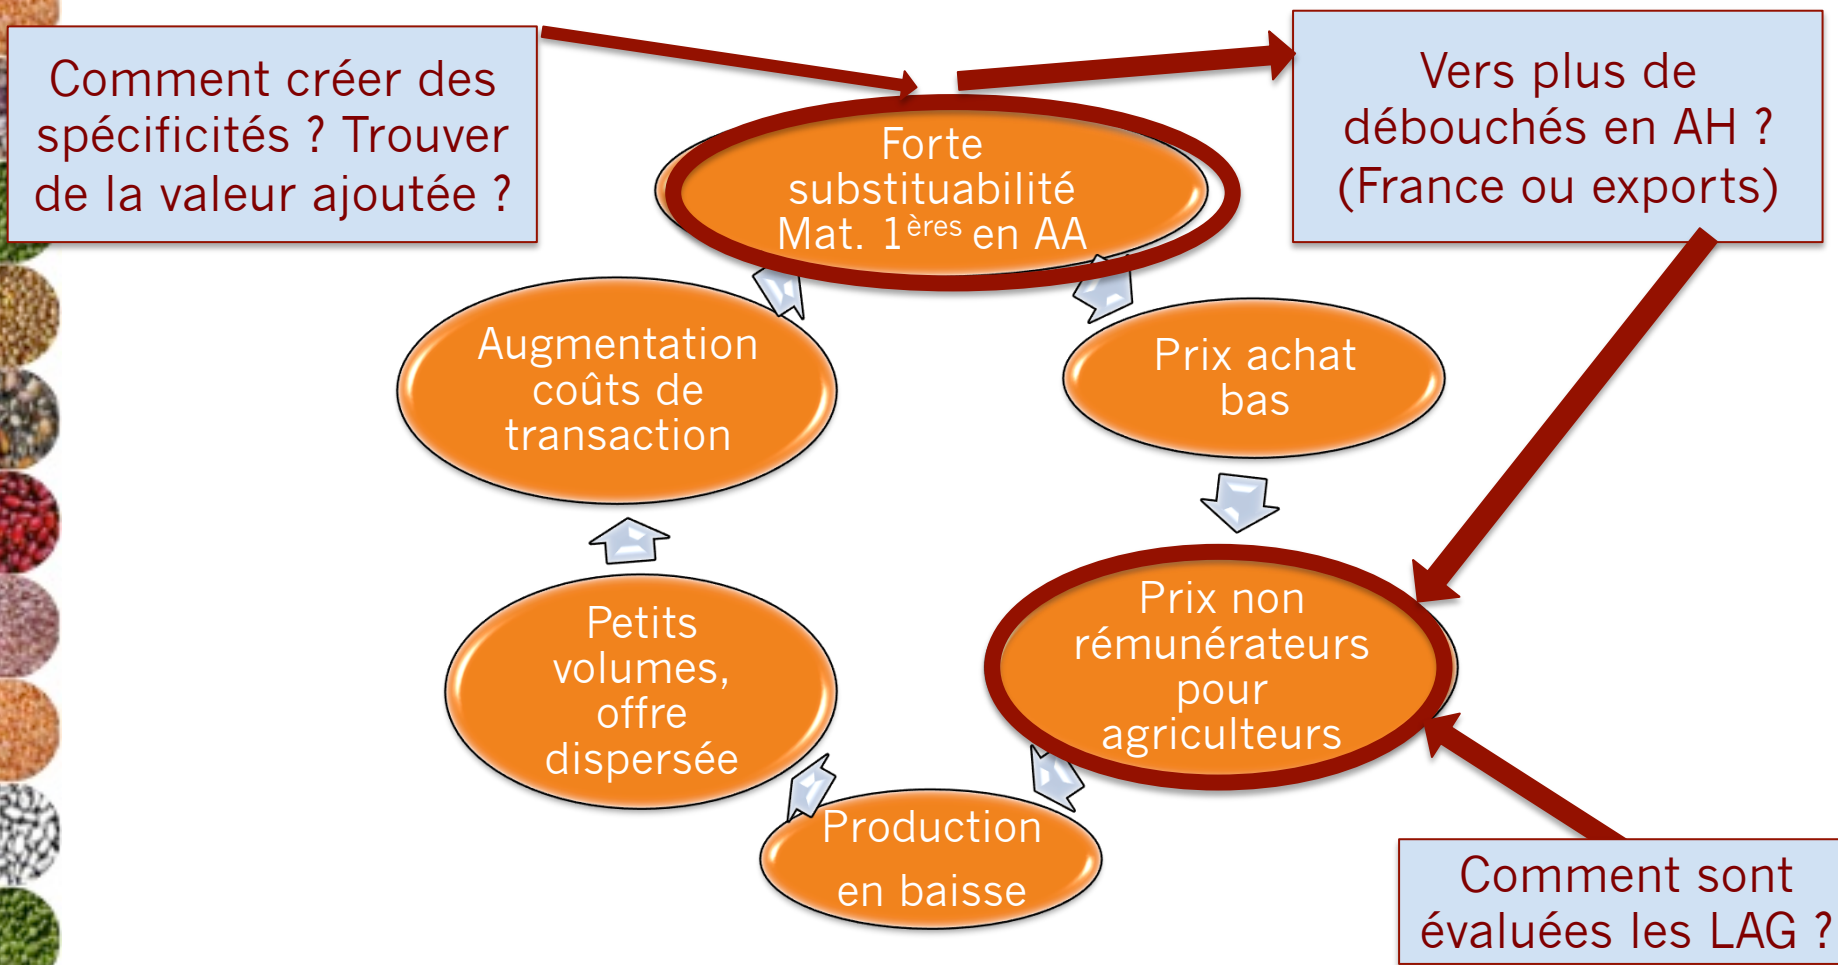 Comment créer des
spécificités ? Trouver
de la valeur ajoutée ?
Vers plus de
débouchés en AH ?
(France ou exports)
Forte
substituabilité
Mat. 1ères en AA
Augmentation
coûts de
transaction
Prix achat
bas
Petits
volumes,
offre
dispersée
Prix non
rémunérateurs
pour
agriculteurs
Production
en baisse
Comment sont
évaluées les LAG ?